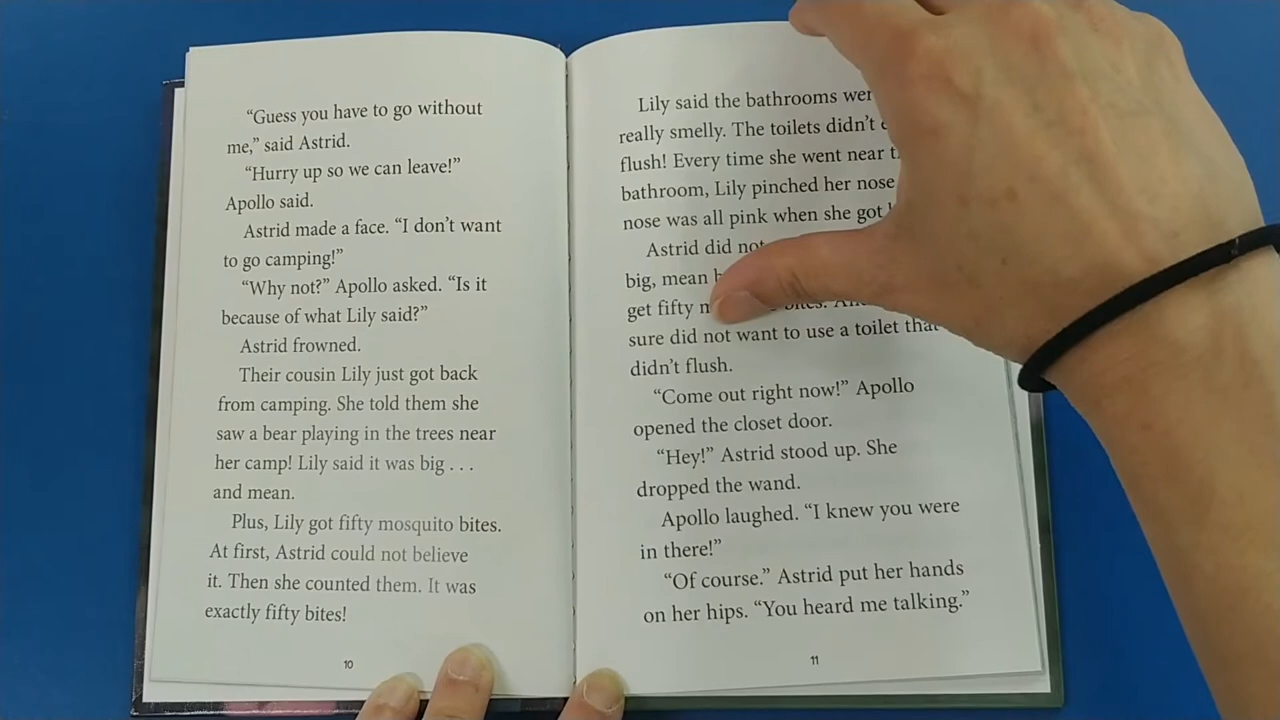 “Guess you have to go without
me,” said Astrid.
“Hurry up so we can leave!”
Apollo said.
Astrid made a face. “I don’t want
to go camping!”
“Why not?” Apollo asked. “Is it
because of what Lily said?”
Astrid frowned.
Their cousin Lily just got back
from camping. She told them she
saw a bear playing in the trees near
her camp! Lily said it was big . . .
and mean.
Plus, Lily got fifty mosquito bites.
At first, Astrid could not believe
it. Then she counted them. It was
exactly fifty bites!
10
Lily said the bathrooms
really smelly. The toilets didn’t
flush! Every time she went near
bathroom, Lily pinched her nose
nose was all pink when she got
Astrid did not
big, mean
get fifty bites.
sure did not want to use a toilet that
didn’t flush.
“Come out right now!” Apollo
opened the closet door.
“Hey!” Astrid stood up. She
dropped the wand.
Apollo laughed. “I knew you were
in there!”
“Of course.” Astrid put her hands
on her hips. “You heard me talking.”
11